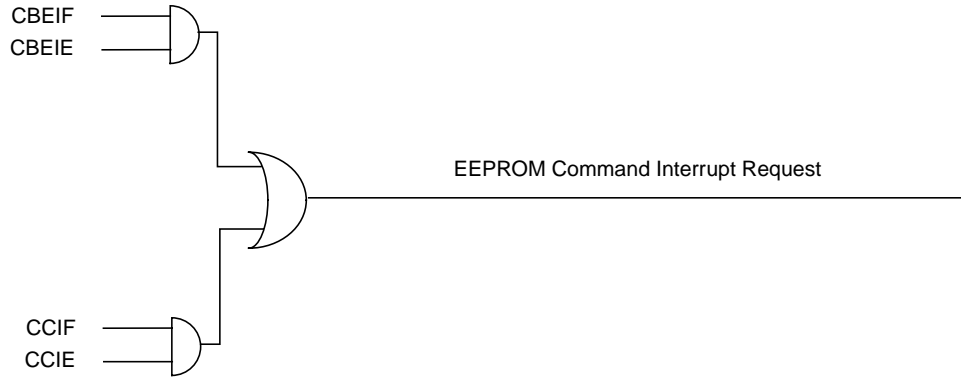 CBEIF
CBEIE
EEPROM Command Interrupt Request
CCIF
CCIE